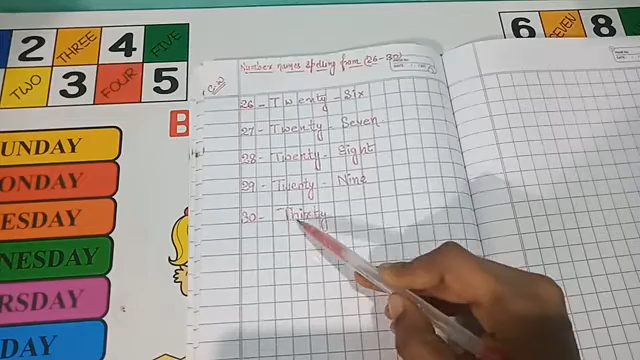 2 THREE 4 FIVE
TWO 3 FOUR 5
6 SEVEN 8
Number names spelling from (26-30)
C.W
26 - Twenty - Six
27 - Twenty - Seven
28 - Twenty - Eight
29 - Twenty - Nine
30 - Thirty
B
UNDAY
ONDAY
ESDAY
NESDAY
RSDAY
DAY